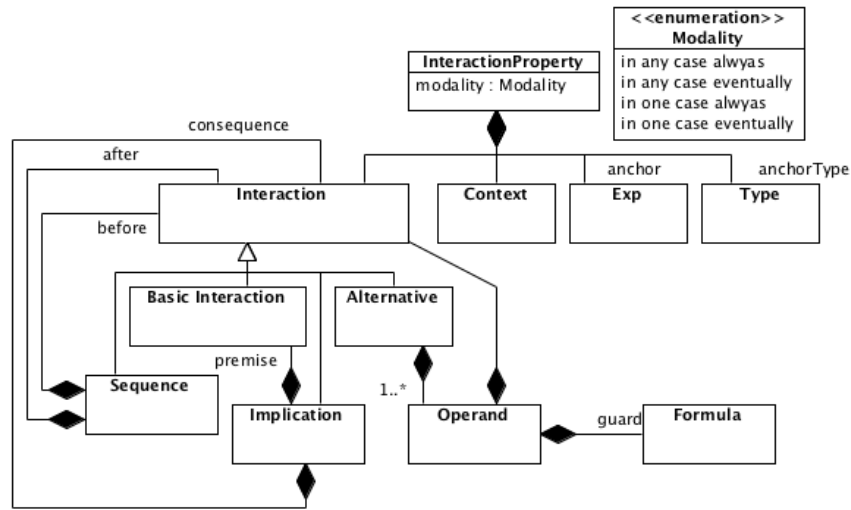 <<enumeration>>
Modality
in any case alwyas
in any case eventually
in one case alwyas
in one case eventually
InteractionProperty
modality : Modality
consequence
after
anchor
anchorType
Interaction
Context
Exp
Type
before
Basic Interaction
Alternative
premise
Sequence
1..*
Implication
Operand
guard
Formula